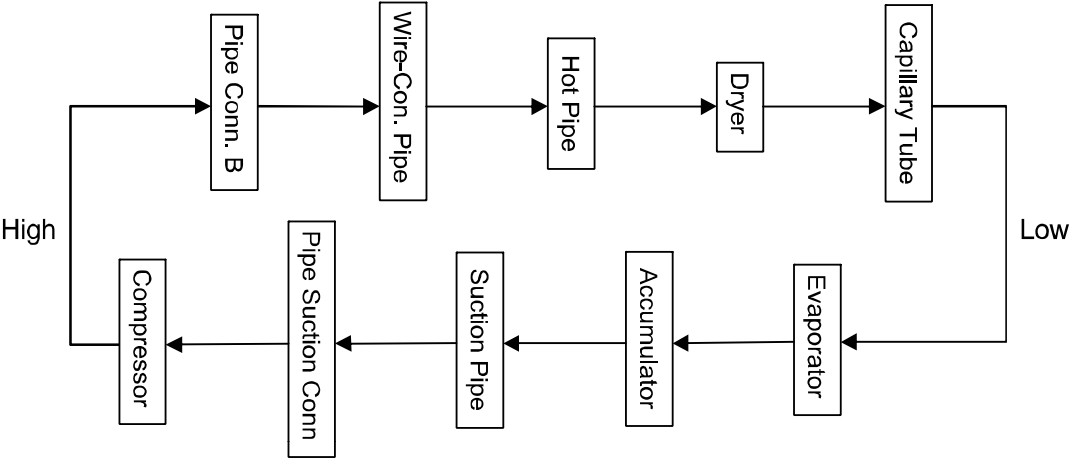 Pipe Conn. B
Wire-Con. Pipe
Hot Pipe
Dryer
Capillary Tube
High
Low
Compressor
Pipe Suction Conn
Suction Pipe
Accumulator
Evaporator